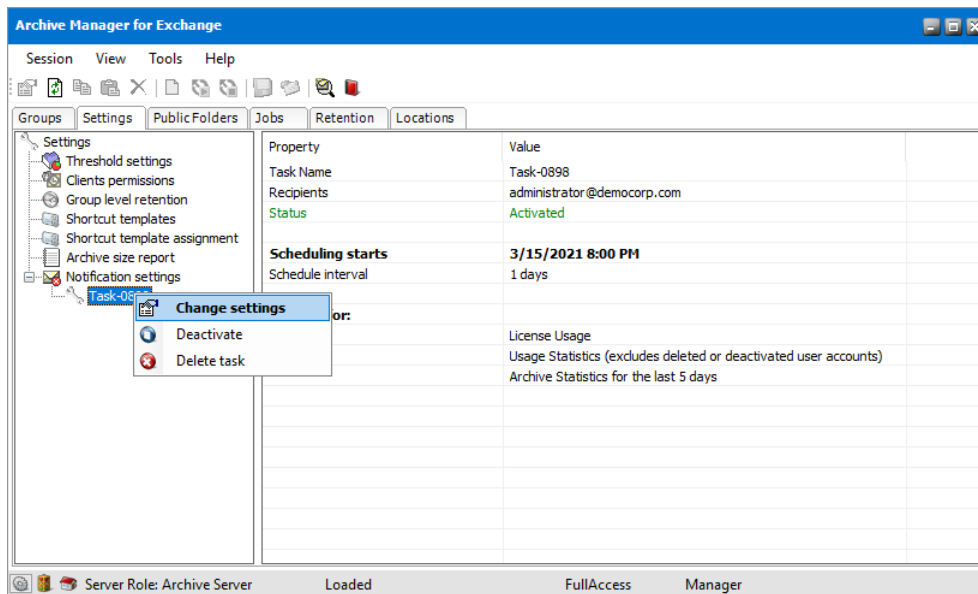 Archive Manager for Exchange
Session View Tools Help
Groups Settings Public Folders Jobs Retention Locations
Settings
Threshold settings
Clients permissions
Group level retention
Shortcut templates
Shortcut template assignment
Archive size report
Notification settings
Change settings
Deactivate
Delete task
Property Value
Task Name Task-0898
Recipients administrator@democorp.com
Status Activated
Scheduling starts 3/15/2021 8:00 PM
Schedule interval 1 days
for:
License Usage
Usage Statistics (excludes deleted or deactivated user accounts)
Archive Statistics for the last 5 days
Server Role: Archive Server Loaded FullAccess Manager